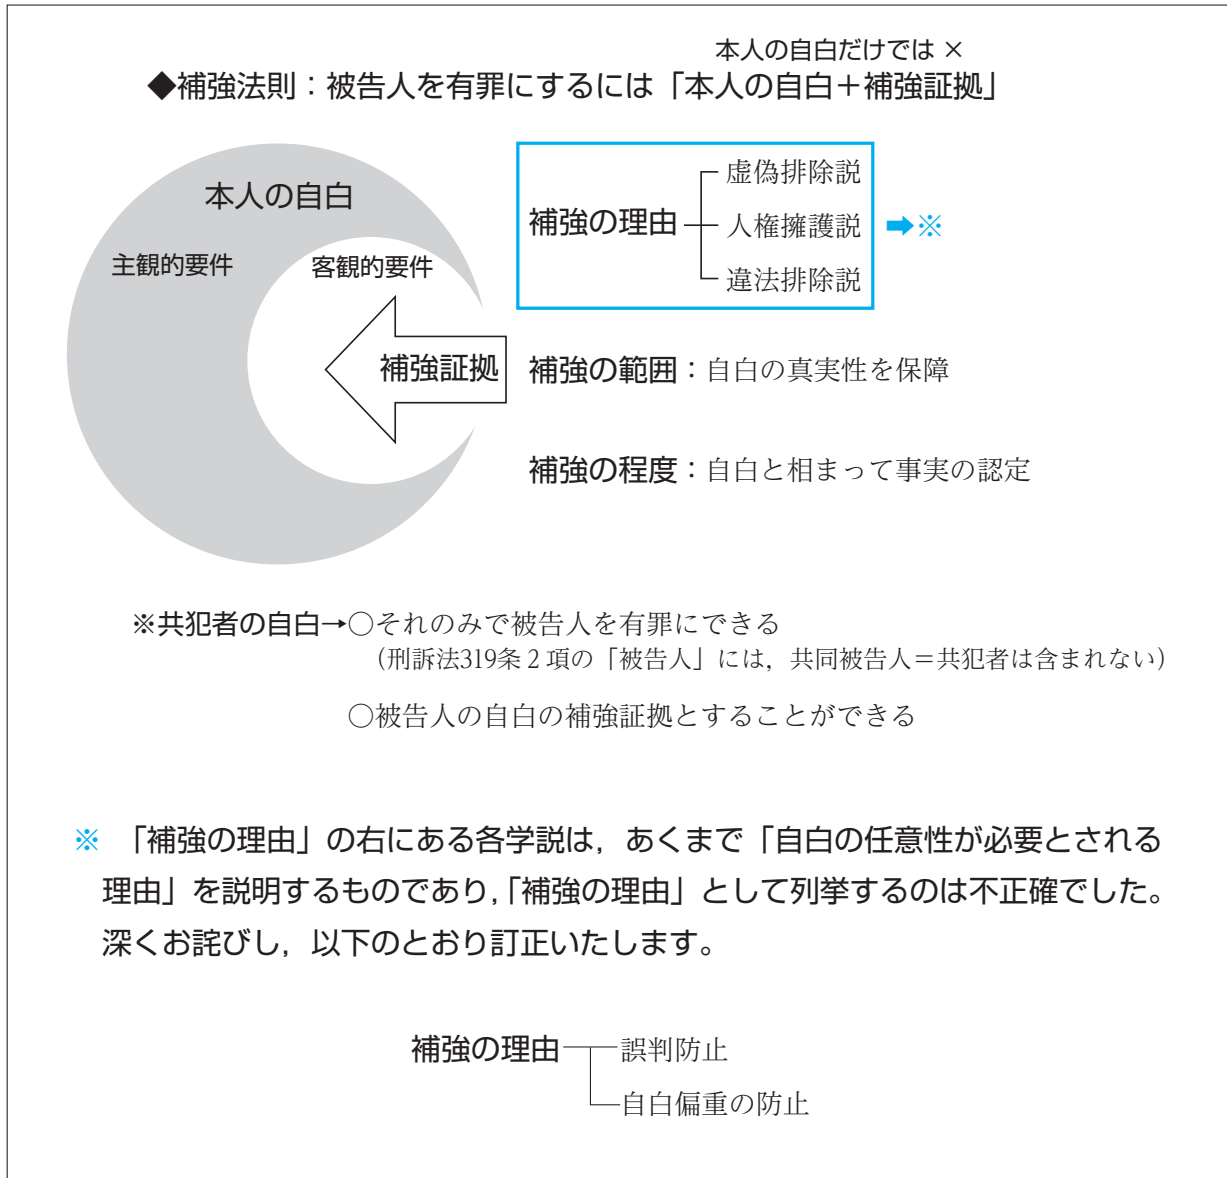 本人の自白だけでは ×
◆補強法則：被告人を有罪にするには「本人の自白＋補強証拠」
本人の自白
主観的要件
客観的要件
補強証拠
補強の理由
虚偽排除説
人権擁護説
違法排除説
➡※
補強の範囲：自白の真実性を保障
補強の程度：自白と相まって事実の認定
※共犯者の自白→○それのみで被告人を有罪にできる
（刑訴法319条２項の「被告人」には，共同被告人＝共犯者は含まれない）
○被告人の自白の補強証拠とすることができる
※　「補強の理由」の右にある各学説は，あくまで「自白の任意性が必要とされる
理由」を説明するものであり，「補強の理由」として列挙するのは不正確でした。
深くお詫びし，以下のとおり訂正いたします。
補強の理由
誤判防止
自白偏重の防止